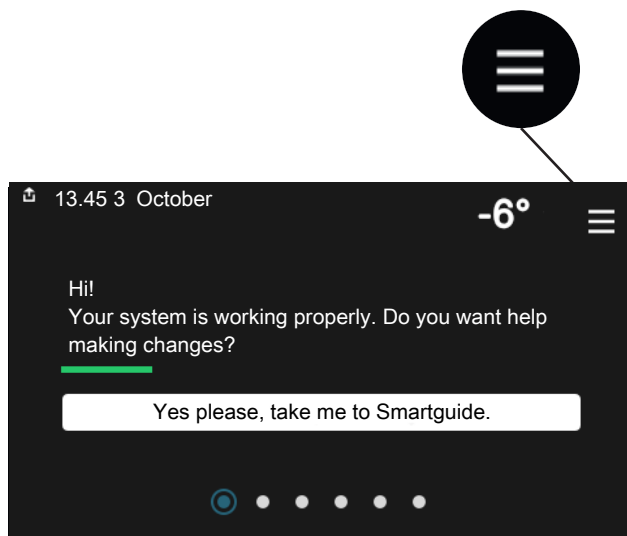 13.45 3 October
-6°
Hi!
Your system is working properly. Do you want help
making changes?
Yes please, take me to Smartguide.